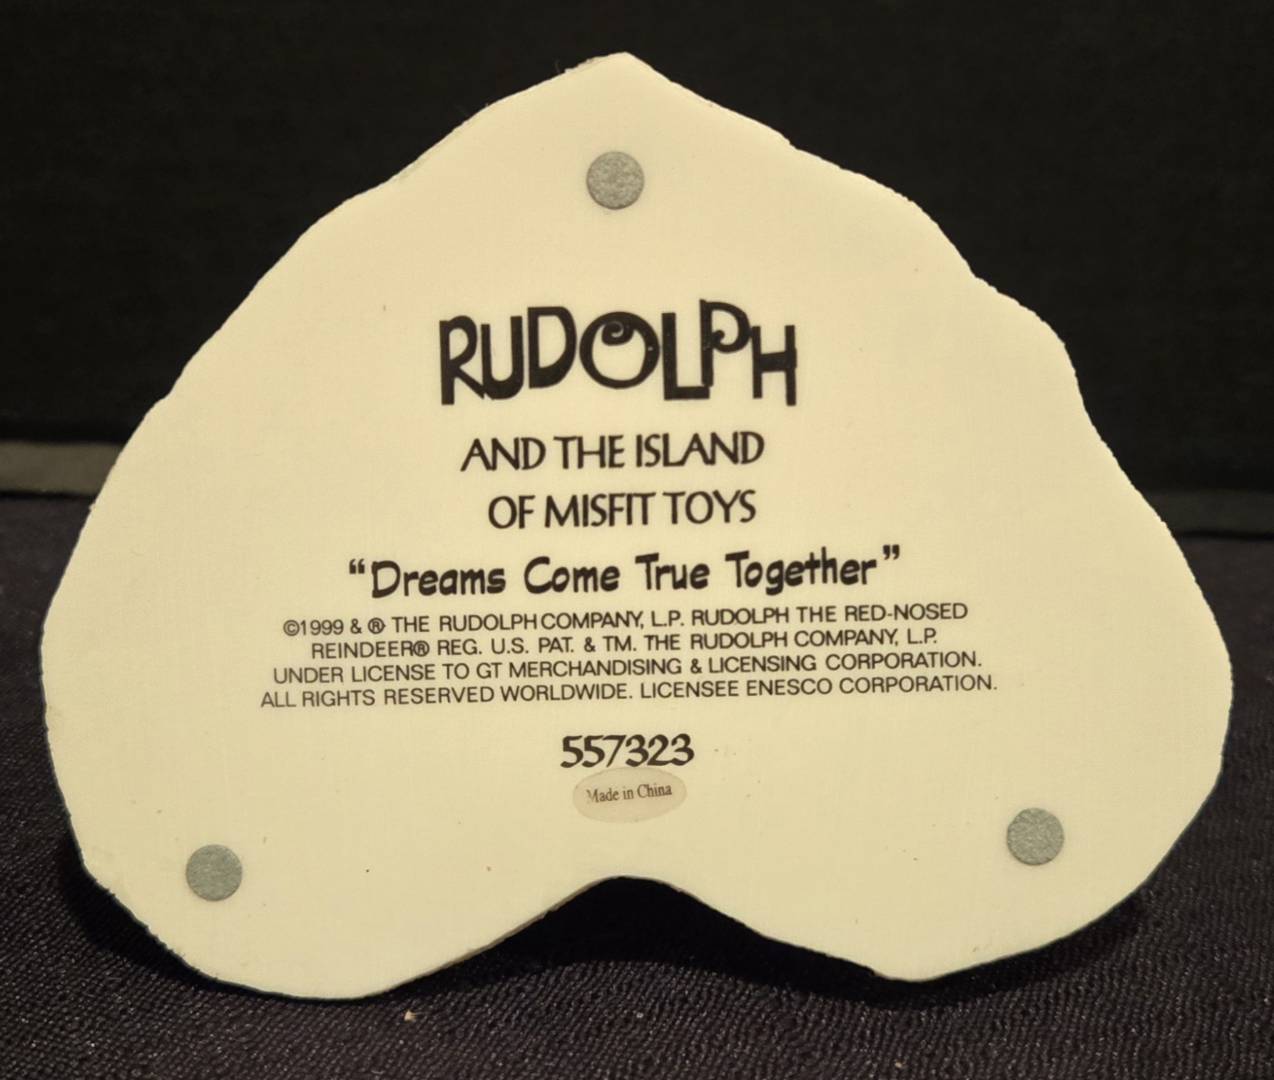 RUDOLPH
AND THE ISLAND
OF MISFIT TOYS
“Dreams Come True Together”
©1999 & ® THE RUDOLPH COMPANY, L.P. RUDOLPH THE RED-NOSED
REINDEER® REG. U.S. PAT. & TM. THE RUDOLPH COMPANY, L.P.
UNDER LICENSE TO GT MERCHANDISING & LICENSING CORPORATION.
ALL RIGHTS RESERVED WORLDWIDE. LICENSEE ENESCO CORPORATION.
557323
Made in China